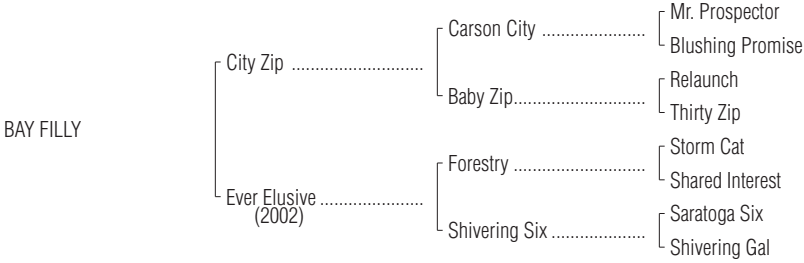 Mr. Prospector
Carson City ......................
Blushing Promise
City Zip ............................
Relaunch
Baby Zip............................
Thirty Zip
BAY FILLY
Storm Cat
Forestry ............................
Shared Interest
Ever Elusive ......................
(2002)
Saratoga Six
Shivering Six ....................
Shivering Gal